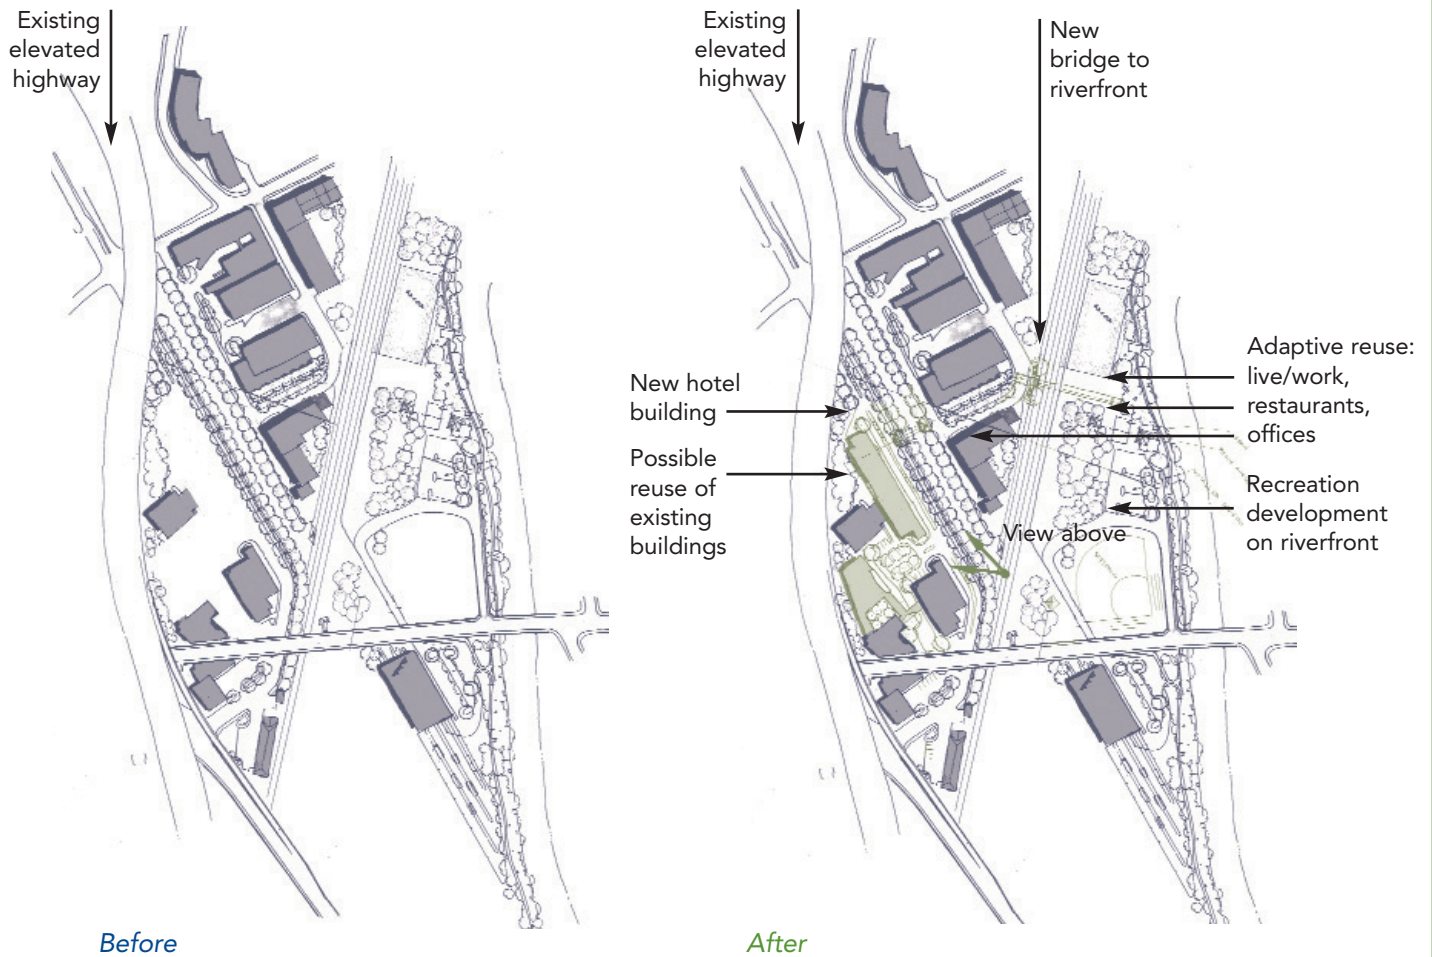 Existing
elevated
highway
Existing
elevated
highway
New
bridge to
riverfront
New hotel
building
Possible
reuse of
existing
buildings
Adaptive reuse:
live/work,
restaurants,
offices
Recreation
development
on riverfront
View above
Before
After